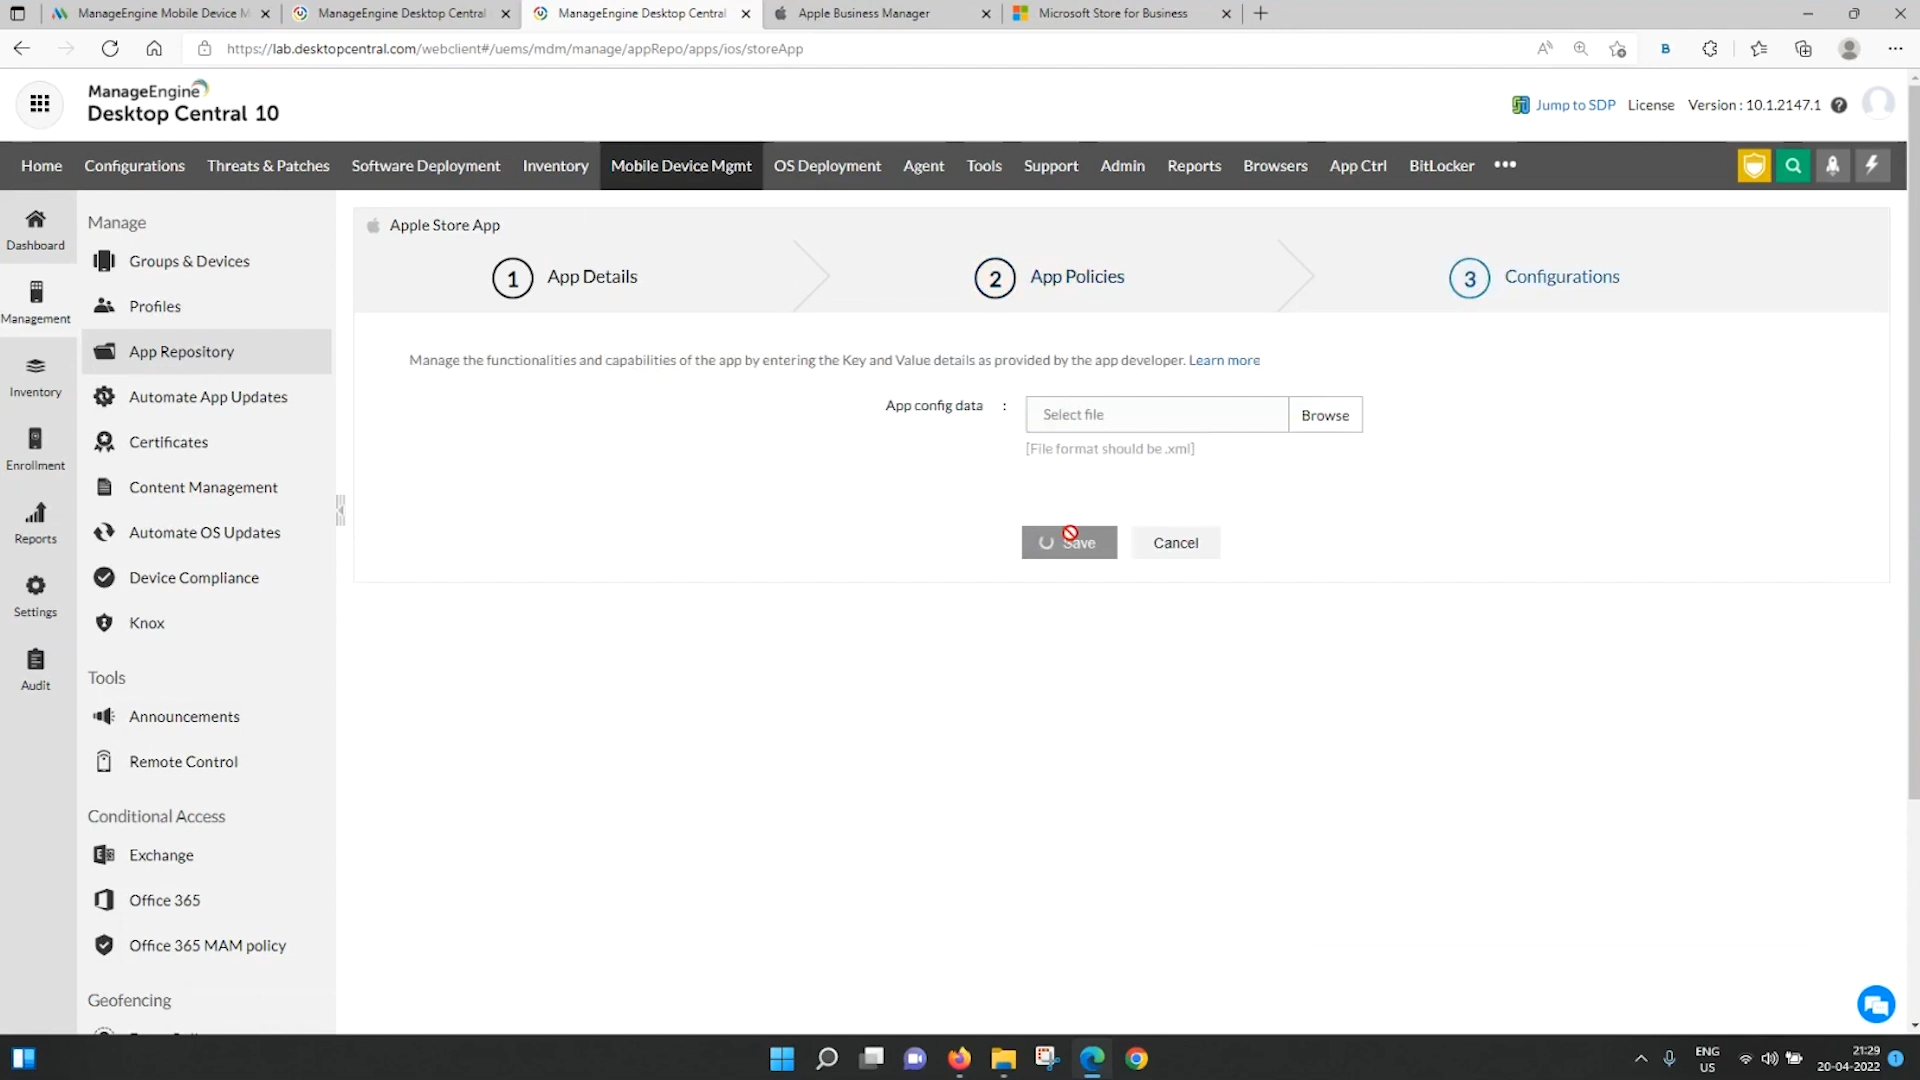 ManageEngine Mobile Device M
ManageEngine Desktop Central
ManageEngine Desktop Central
Apple Business Manager
Microsoft Store for Business
https://lab.desktopcentral.com/webclient#/uems/mdm/manage/appRepo/apps/ios/storeApp
ManageEngine
Desktop Central 10
Jump to SDP License Version : 10.1.2147.1
Home Configurations Threats & Patches Software Deployment Inventory Mobile Device Mgmt OS Deployment Agent Tools Support Admin Reports Browsers App Ctrl BitLocker
Dashboard
Management
Inventory
Enrollment
Reports
Settings
Audit
Manage
Groups & Devices
Profiles
App Repository
Automate App Updates
Certificates
Content Management
Automate OS Updates
Device Compliance
Knox
Tools
Announcements
Remote Control
Conditional Access
Exchange
Office 365
Office 365 MAM policy
Geofencing
Apple Store App
1 App Details
2 App Policies
3 Configurations
Manage the functionalities and capabilities of the app by entering the Key and Value details as provided by the app developer. Learn more
App config data :
Select file
Browse
[File format should be .xml]
Save
Cancel
ENG
US
21:29
20-04-2022
1